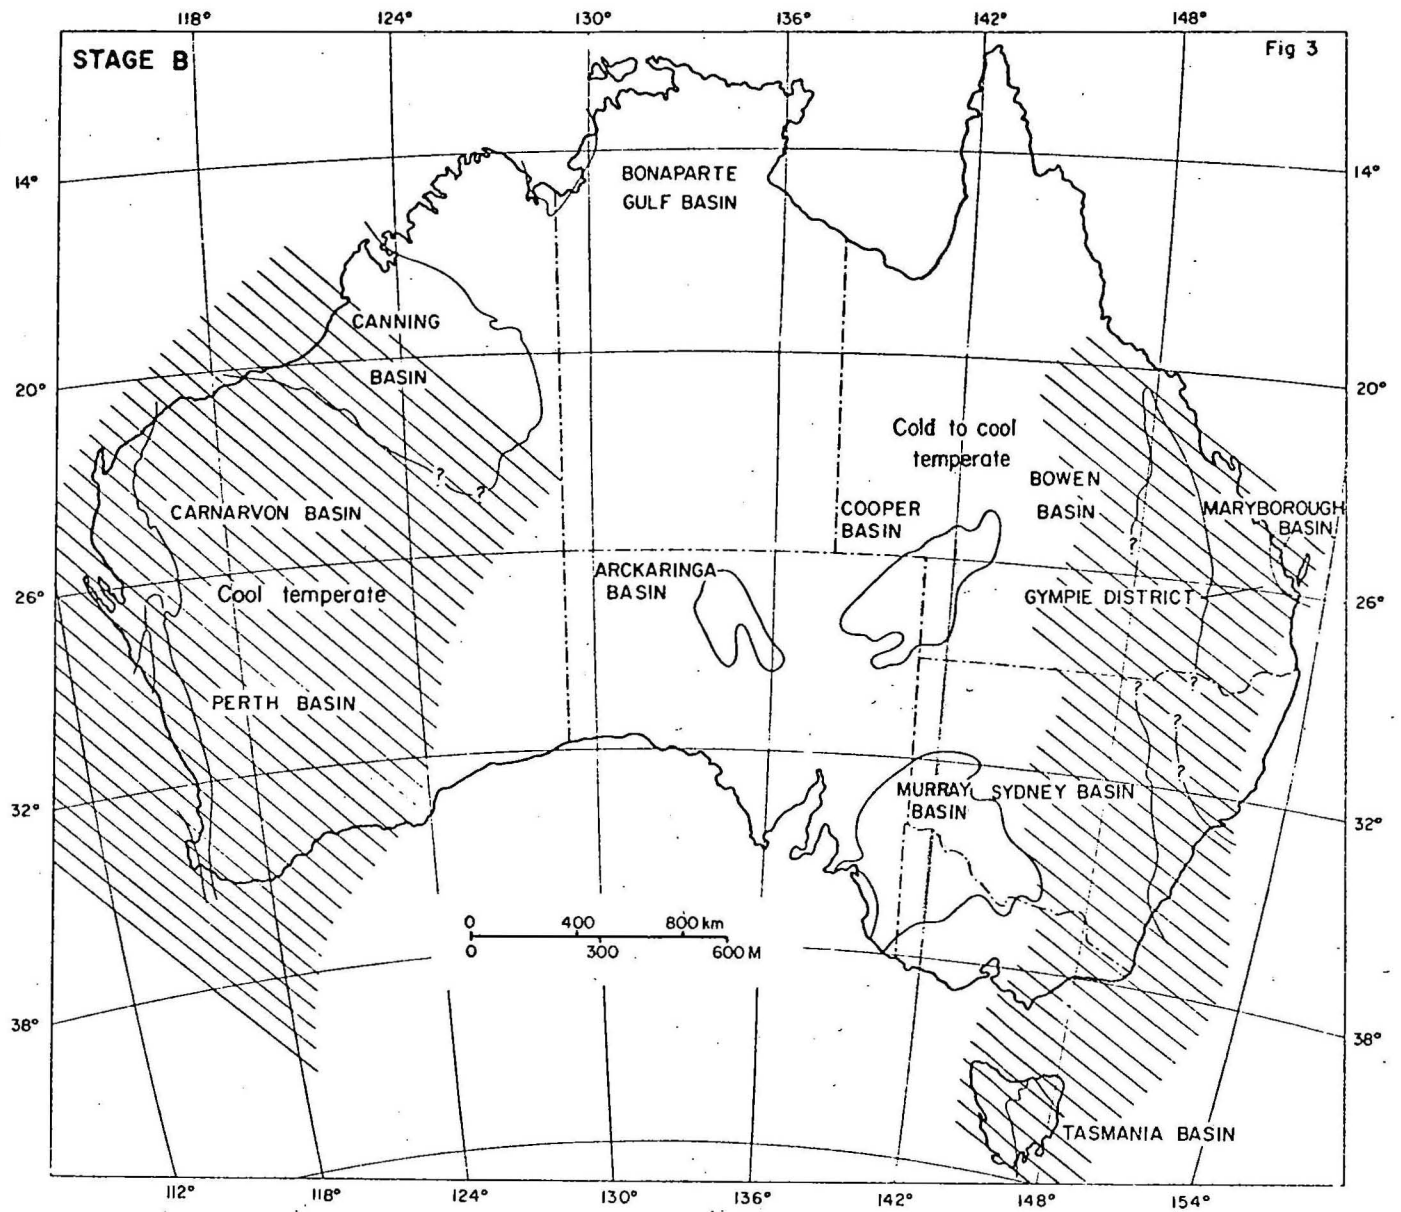 118° 124° 130° 136° 142° 148°
STAGE B
Fig 3
14° 14°
BONAPARTE
GULF BASIN
CANNING
BASIN
20° 20°
Cold to cool
temperate
BOWEN
BASIN
? ?
COOPER
BASIN
MARYBOROUGH
BASIN
CARNARVON BASIN
?
ARCKARINGA
BASIN
Cool temperate
GYMPIE DISTRICT
26° 26°
? ?
PERTH BASIN
?
?
MURRAY
BASIN
SYDNEY BASIN
32° 32°
0 400 800 km
0 300 600 M
38° 38°
TASMANIA BASIN
112° 118° 124° 130° 136° 142° 148° 154°